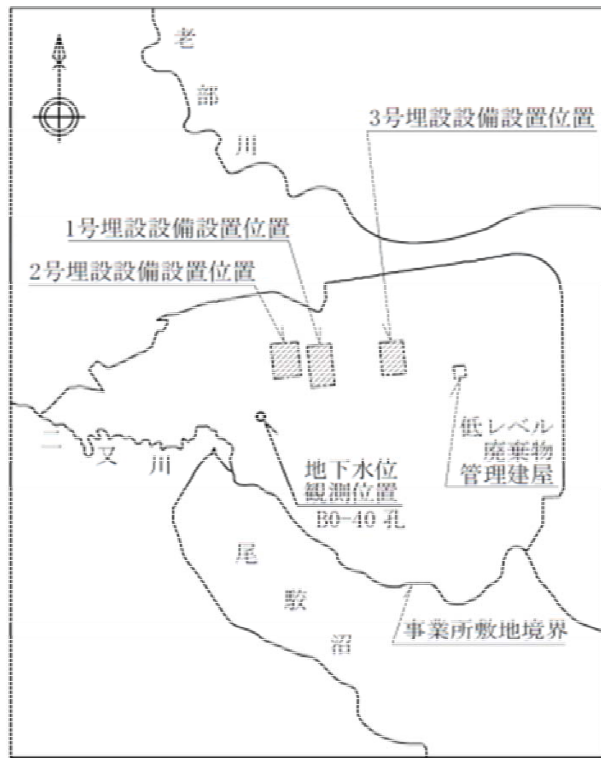 老部川
3号埋設設備設置位置
1号埋設設備設置位置
2号埋設設備設置位置
二又川
低レベル
廃棄物
管理建屋
地下水位
観測位置
B0-40 孔
尾駮沼
事業所敷地境界